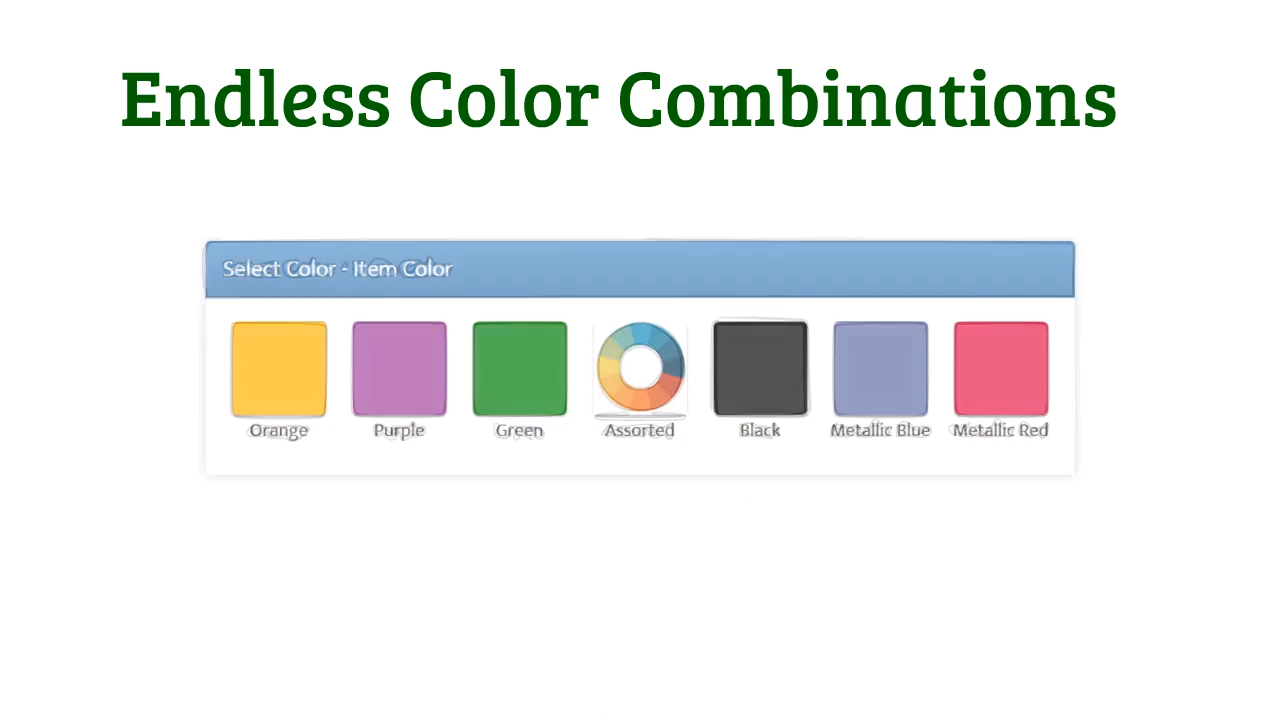 Endless Color Combinations
Select Color - Item Color
Orange Purple Green Assorted Black Metallic Blue Metallic Red